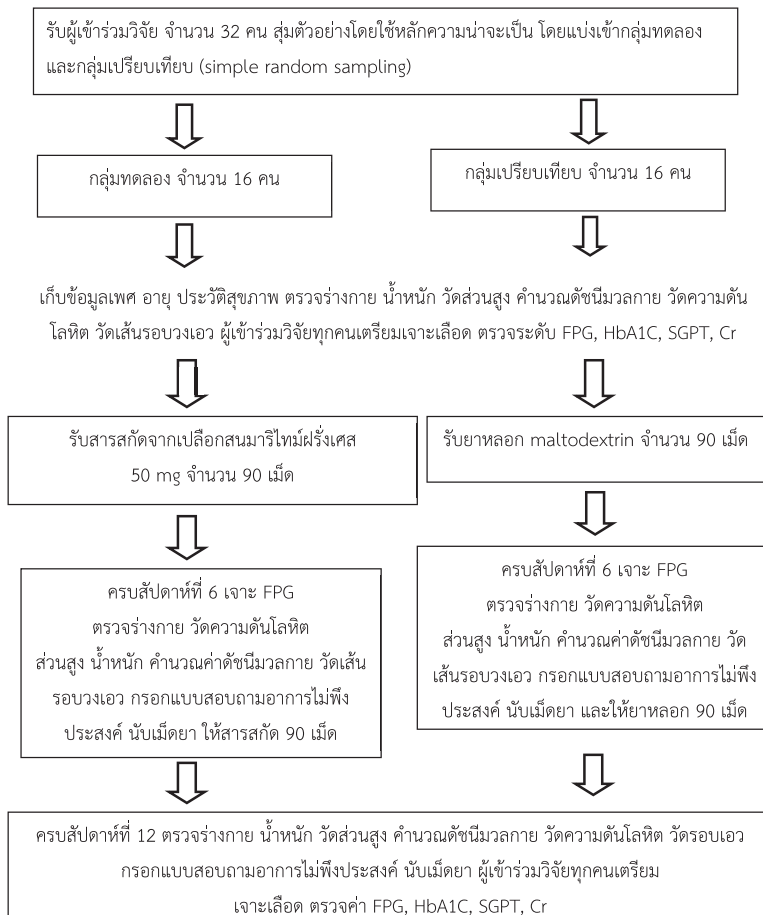 รับผู้เข้าร่วมวิจัย จำนวน 32 คน สุ่มตัวอย่างโดยใช้หลักความน่าจะเป็น โดยแบ่งเข้ากลุ่มทดลอง
และกลุ่มเปรียบเทียบ (simple random sampling)
กลุ่มทดลอง จำนวน 16 คน
กลุ่มเปรียบเทียบ จำนวน 16 คน
เก็บข้อมูลเพศ อายุ ประวัติสุขภาพ ตรวจร่างกาย น้ำหนัก วัดส่วนสูง คำนวณดัชนีมวลกาย วัดความดัน
โลหิต วัดเส้นรอบวงเอว ผู้เข้าร่วมวิจัยทุกคนเตรียมเจาะเลือด ตรวจระดับ FPG, HbA1C, SGPT, Cr
รับสารสกัดจากเปลือกสนมาริไทม์ฝรั่งเศส
50 mg จำนวน 90 เม็ด
รับยาหลอก maltodextrin จำนวน 90 เม็ด
ครบสัปดาห์ที่ 6 เจาะ FPG
ตรวจร่างกาย วัดความดันโลหิต
ส่วนสูง น้ำหนัก คำนวณค่าดัชนีมวลกาย วัดเส้น
รอบวงเอว กรอกแบบสอบถามอาการไม่พึง
ประสงค์ นับเม็ดยา ให้สารสกัด 90 เม็ด
ครบสัปดาห์ที่ 6 เจาะ FPG
ตรวจร่างกาย วัดความดันโลหิต
ส่วนสูง น้ำหนัก คำนวณค่าดัชนีมวลกาย วัด
เส้นรอบวงเอว กรอกแบบสอบถามอาการไม่พึง
ประสงค์ นับเม็ดยา และให้ยาหลอก 90 เม็ด
ครบสัปดาห์ที่ 12 ตรวจร่างกาย น้ำหนัก วัดส่วนสูง คำนวณดัชนีมวลกาย วัดความดันโลหิต วัดรอบเอว
กรอกแบบสอบถามอาการไม่พึงประสงค์ นับเม็ดยา ผู้เข้าร่วมวิจัยทุกคนเตรียม
เจาะเลือด ตรวจค่า FPG, HbA1C, SGPT, Cr